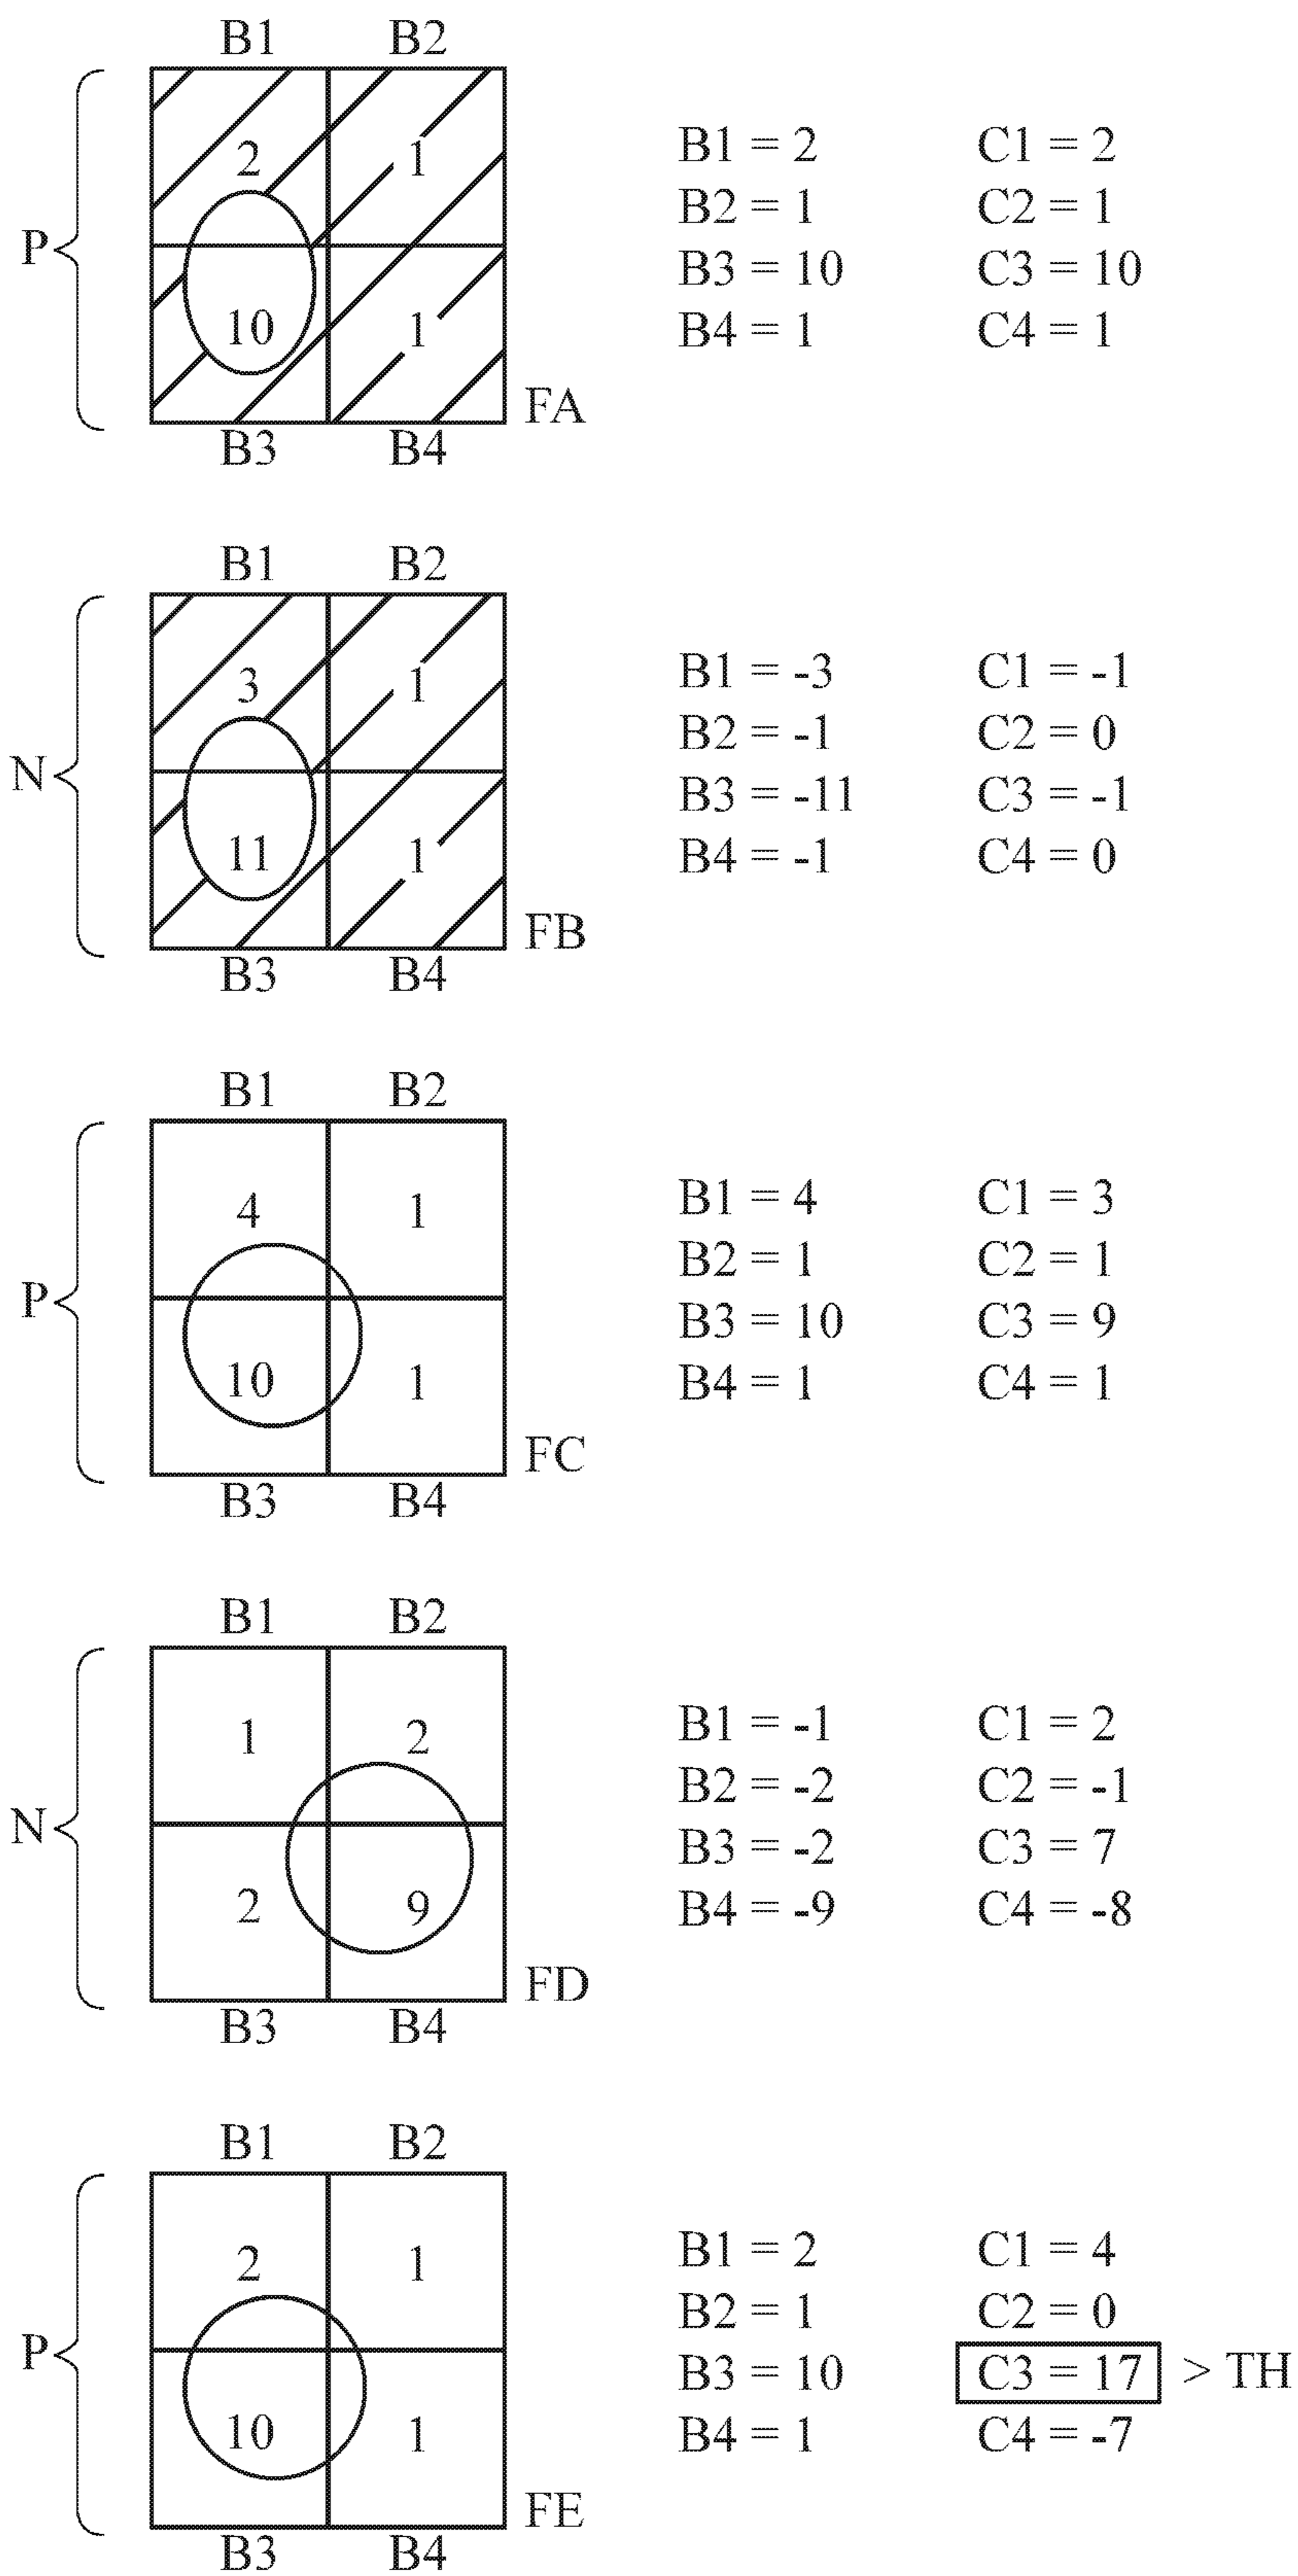 B1 B2
P
2 1
10 1
FA
B3 B4
B1 = 2 C1 = 2
B2 = 1 C2 = 1
B3 = 10 C3 = 10
B4 = 1 C4 = 1
B1 B2
N
3 1
11 1
FB
B3 B4
B1 = -3 C1 = -1
B2 = -1 C2 = 0
B3 = -11 C3 = -1
B4 = -1 C4 = 0
B1 B2
P
4 1
10 1
FC
B3 B4
B1 = 4 C1 = 3
B2 = 1 C2 = 1
B3 = 10 C3 = 9
B4 = 1 C4 = 1
B1 B2
N
1 2
2 9
FD
B3 B4
B1 = -1 C1 = 2
B2 = -2 C2 = -1
B3 = -2 C3 = 7
B4 = -9 C4 = -8
B1 B2
P
2 1
10 1
FE
B3 B4
B1 = 2 C1 = 4
B2 = 1 C2 = 0
B3 = 10 C3 = 17 > TH
B4 = 1 C4 = -7